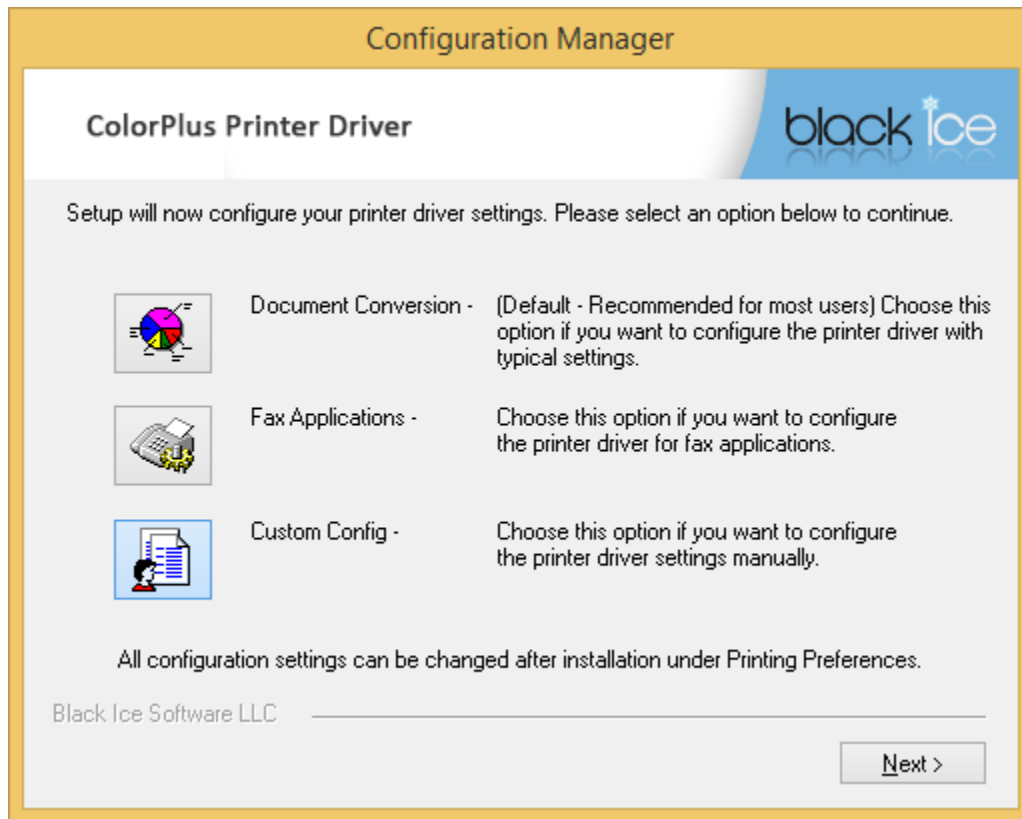 Configuration Manager
ColorPlus Printer Driver
black ice
Setup will now configure your printer driver settings. Please select an option below to continue.
Document Conversion - (Default - Recommended for most users) Choose this
option if you want to configure the printer driver with
typical settings.
Fax Applications - Choose this option if you want to configure
the printer driver for fax applications.
Custom Config - Choose this option if you want to configure
the printer driver settings manually.
All configuration settings can be changed after installation under Printing Preferences.
Black Ice Software LLC
Next >